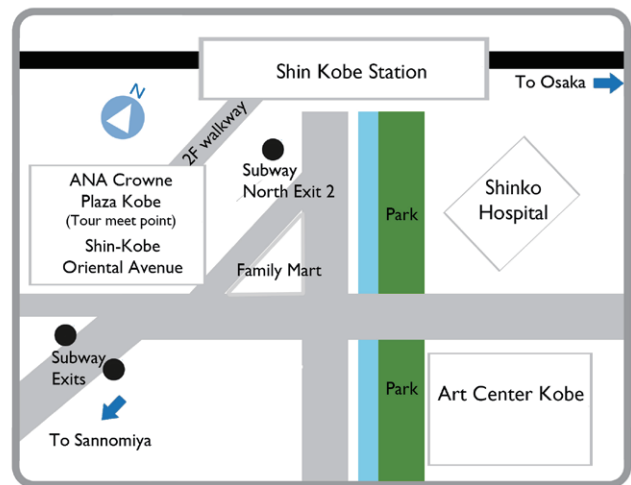 Shin Kobe Station
To Osaka
N
2F walkway
Subway
North Exit 2
ANA Crowne
Plaza Kobe
(Tour meet point)
Shin-Kobe
Oriental Avenue
Park
Shinko
Hospital
Family Mart
Subway
Exits
To Sannomiya
Park
Art Center Kobe